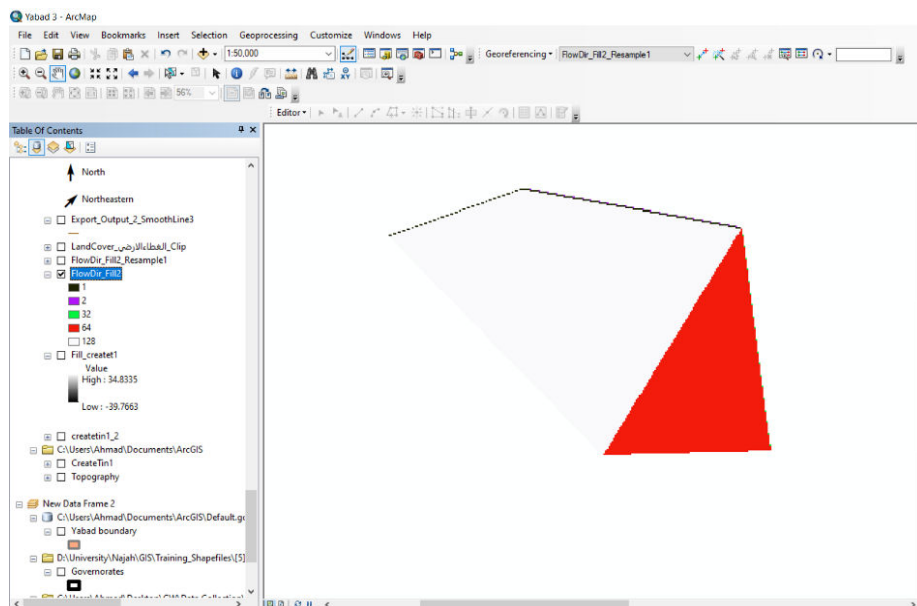 Yabad 3 - ArcMap
File Edit View Bookmarks Insert Selection Geoprocessing Customize Windows Help
1:50,000 Georeferencing FlowDir_Fill2_Resample1
56%
Editor
Table Of Contents
North
Northeastern
Export_Output_2_SmoothLine3
LandCover_الغطاءالارضي_Clip
FlowDir_Fill2_Resample1
FlowDir_Fill2
1
2
32
64
128
Fill_createt1
Value
High : 34.8335
Low : -39.7663
createtin1_2
C:\Users\Ahmad\Documents\ArcGIS
CreateTin1
Topography
New Data Frame 2
C:\Users\Ahmad\Documents\ArcGIS\Default.g
Yabad boundary
D:\University\Najah\GIS\Training_Shapefiles\[5]
Governorates